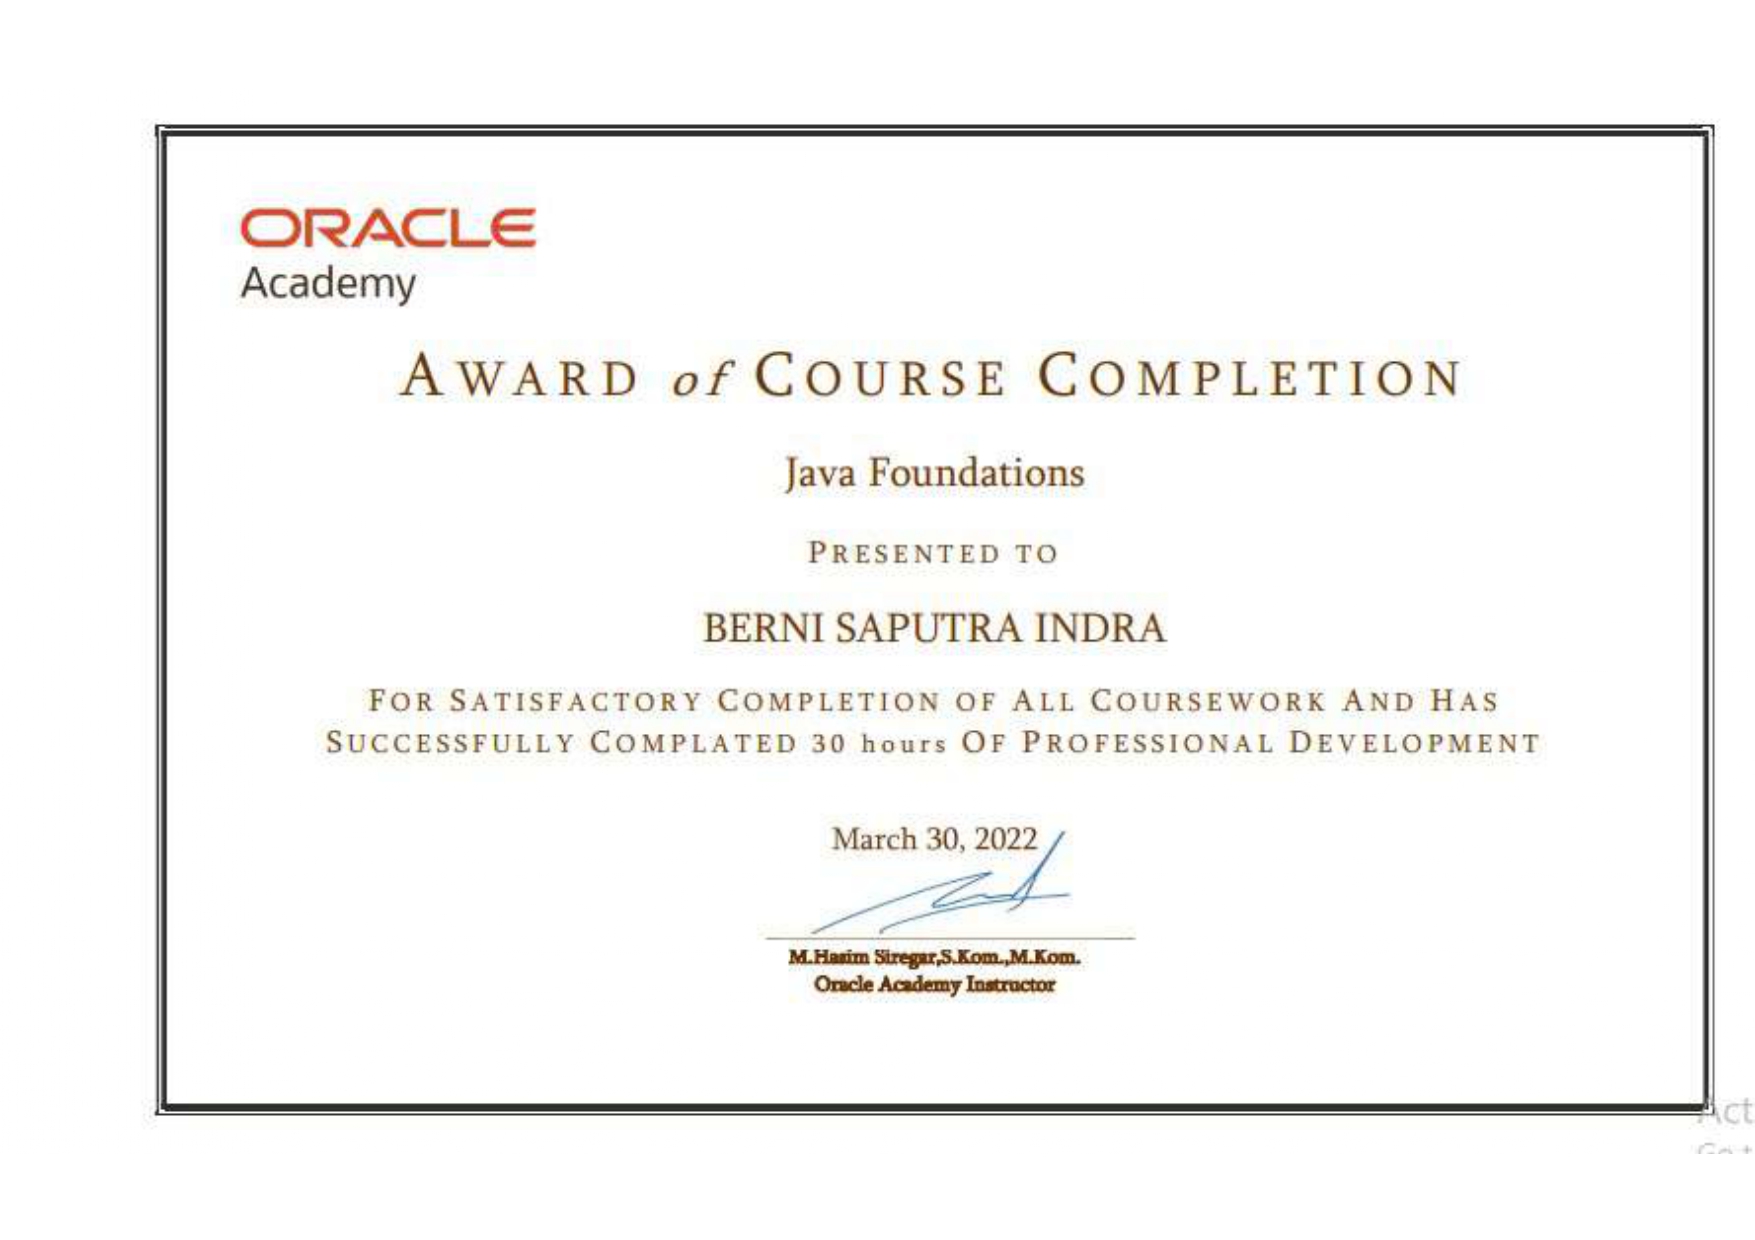 ORACLE
Academy
AWARD of COURSE COMPLETION
Java Foundations
PRESENTED TO
BERNI SAPUTRA INDRA
FOR SATISFACTORY COMPLETION OF ALL COURSEWORK AND HAS
SUCCESSFULLY COMPLATED 30 hours OF PROFESSIONAL DEVELOPMENT
March 30, 2022
M.Hasim Siregar,S.Kom.,M.Kom.
Oracle Academy Instructor
Act